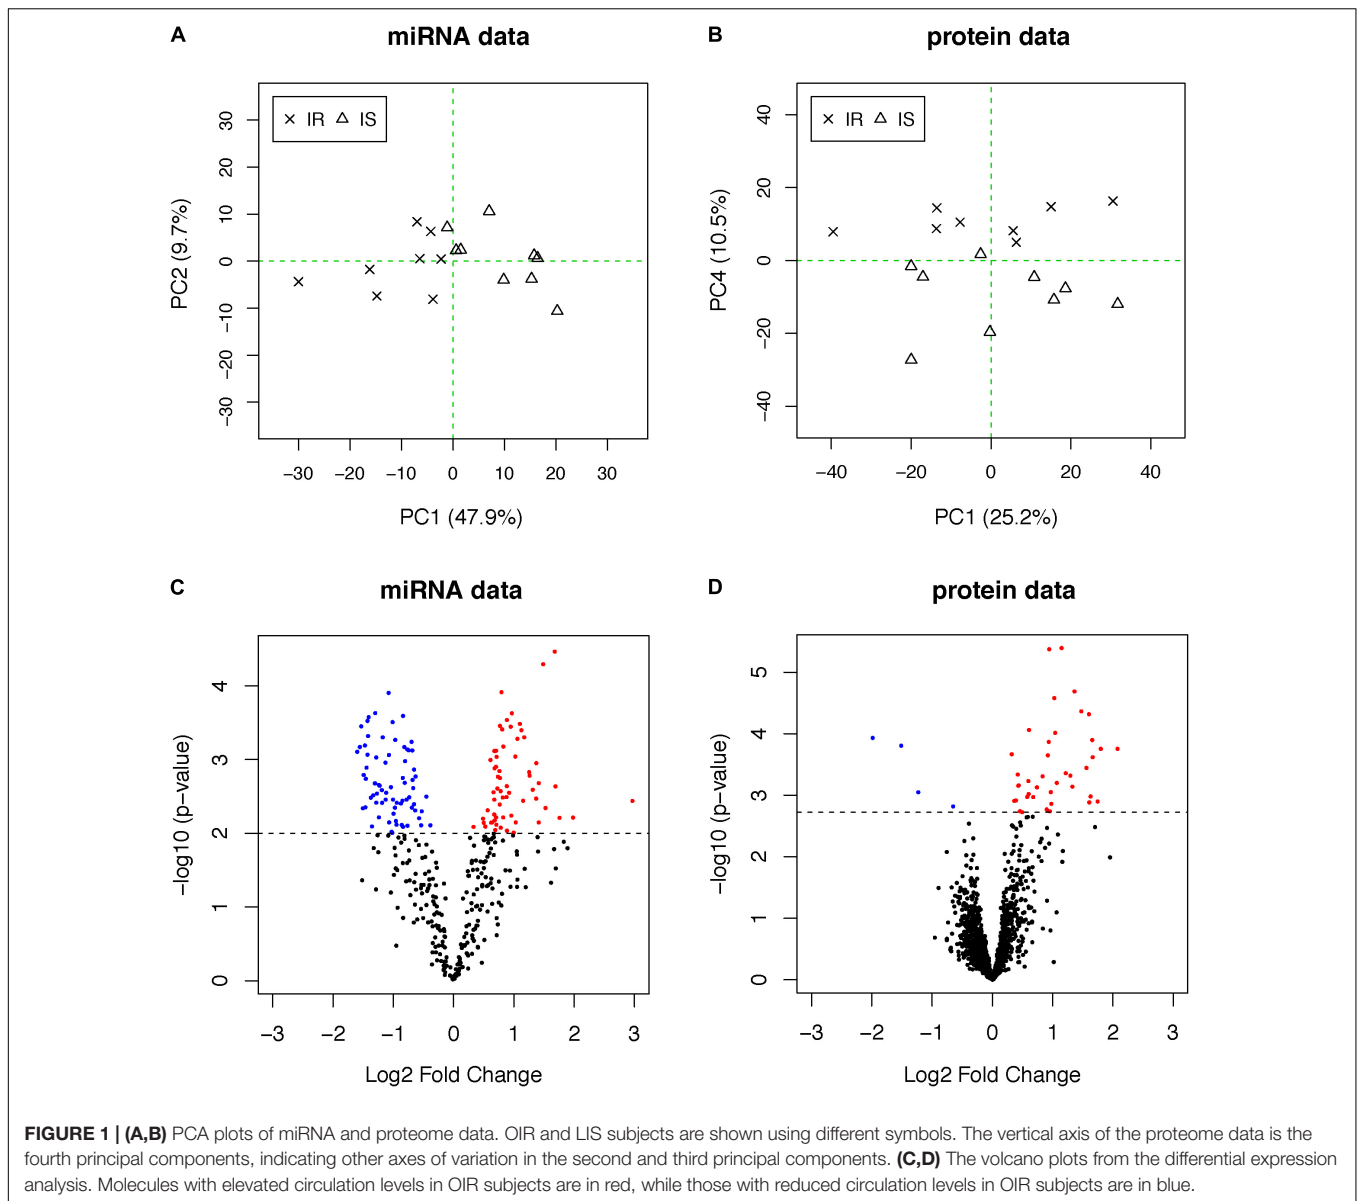 A miRNA data
× IR △ IS
PC2 (9.7%)
30
20
10
0
−10
−20
−30
−30 −20 −10 0 10 20 30
PC1 (47.9%)
B protein data
× IR △ IS
PC4 (10.5%)
40
20
0
−20
−40
−40 −20 0 20 40
PC1 (25.2%)
C miRNA data
−log10 (p−value)
4
3
2
1
0
−3 −2 −1 0 1 2 3
Log2 Fold Change
D protein data
−log10 (p−value)
5
4
3
2
1
0
−3 −2 −1 0 1 2 3
Log2 Fold Change
FIGURE 1 | (A,B) PCA plots of miRNA and proteome data. OIR and LIS subjects are shown using different symbols. The vertical axis of the proteome data is the
fourth principal components, indicating other axes of variation in the second and third principal components. (C,D) The volcano plots from the differential expression
analysis. Molecules with elevated circulation levels in OIR subjects are in red, while those with reduced circulation levels in OIR subjects are in blue.